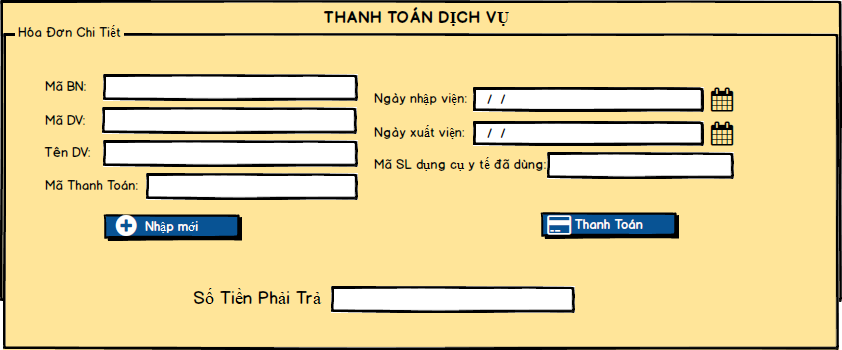 THANH TOÁN DỊCH VỤ
Hóa Đơn Chi Tiết
Mã BN:
Mã DV:
Tên DV:
Mã Thanh Toán:
Ngày nhập viện: / /
Ngày xuất viện: / /
Mã SL dụng cụ y tế đã dùng:
Nhập mới
Thanh Toán
Số Tiền Phải Trả